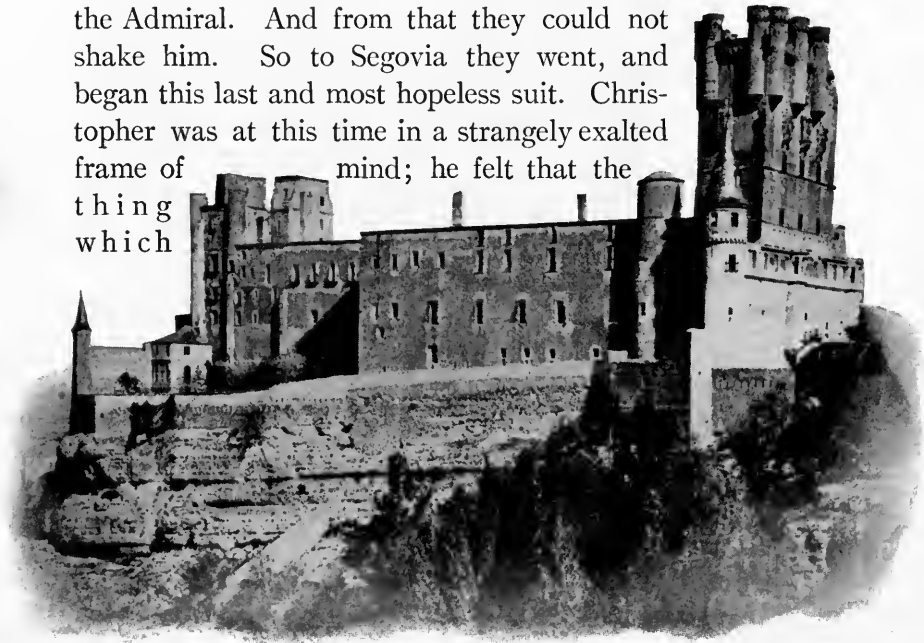 the Admiral. And from that they could not
shake him. So to Segovia they went, and
began this last and most hopeless suit. Chris-
topher was at this time in a strangely exalted
frame of mind; he felt that the
thing
which